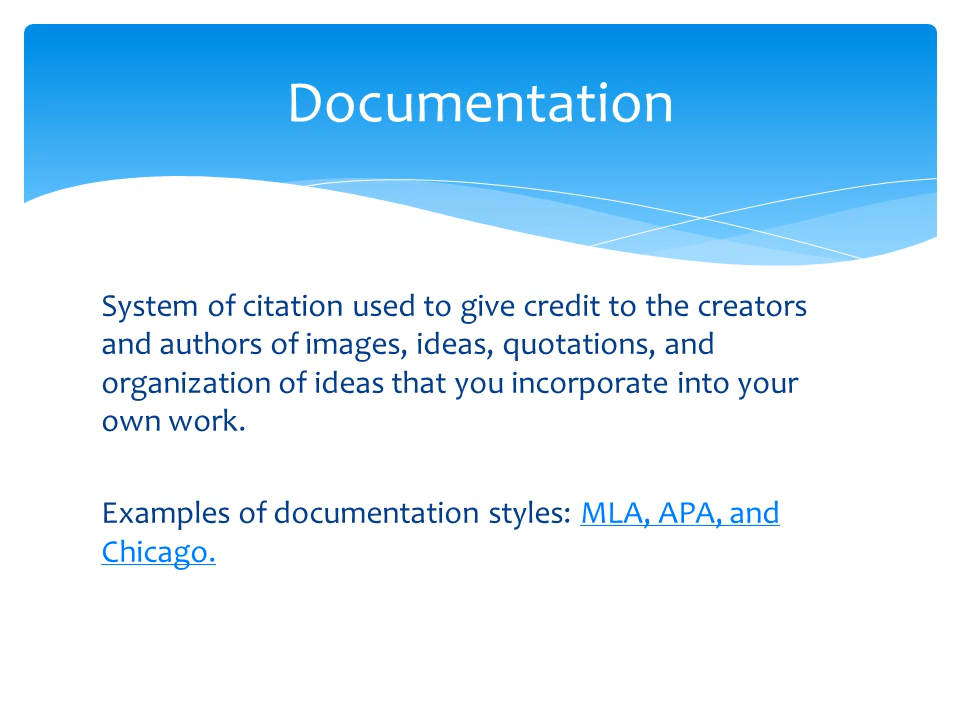 Documentation
System of citation used to give credit to the creators
and authors of images, ideas, quotations, and
organization of ideas that you incorporate into your
own work.
Examples of documentation styles: MLA, APA, and
Chicago.